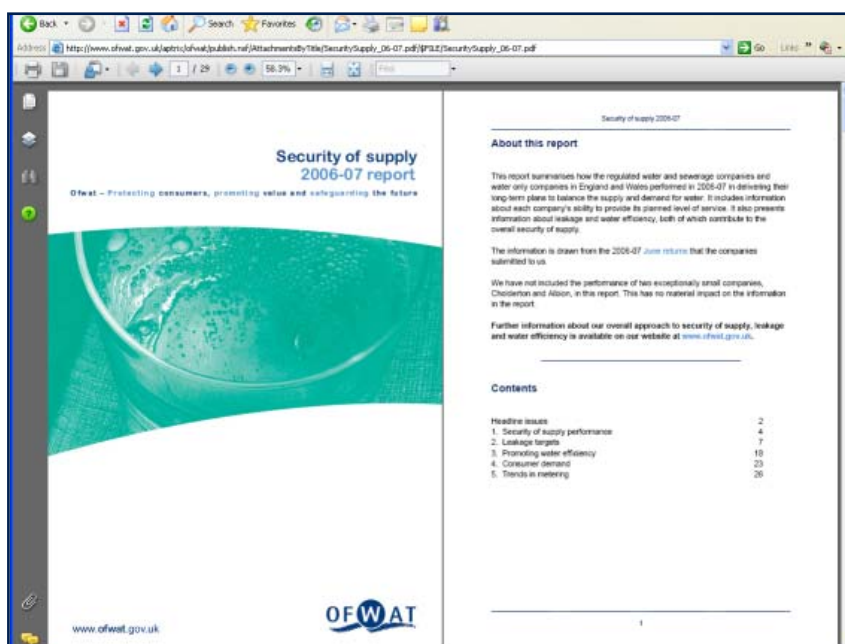 Back
Search
Favorites
Address http://www.ofwat.gov.uk/aptrix/ofwat/publish.nsf/AttachmentsByTitle/SecuritySupply_06-07.pdf/$FILE/SecuritySupply_06-07.pdf
Go
Links »
1 / 29
58.3%
Find
Security of supply
2006-07 report
Ofwat – Protecting consumers, promoting value and safeguarding the future
www.ofwat.gov.uk
OFWAT
Security of supply 2006-07
About this report
This report summarises how the regulated water and sewerage companies and
water only companies in England and Wales performed in 2006-07 in delivering their
long-term plans to balance the supply and demand for water. It includes information
about each company's ability to provide its planned level of service. It also presents
information about leakage and water efficiency, both of which contribute to the
overall security of supply.
The information is drawn from the 2006-07 June returns that the companies
submitted to us.
We have not included the performance of two exceptionally small companies,
Cholderton and Albion, in this report. This has no material impact on the information
in the report.
Further information about our overall approach to security of supply, leakage
and water efficiency is available on our website at www.ofwat.gov.uk.
Contents
Headline issues 2
1. Security of supply performance 4
2. Leakage targets 7
3. Promoting water efficiency 18
4. Consumer demand 23
5. Trends in metering 26
1